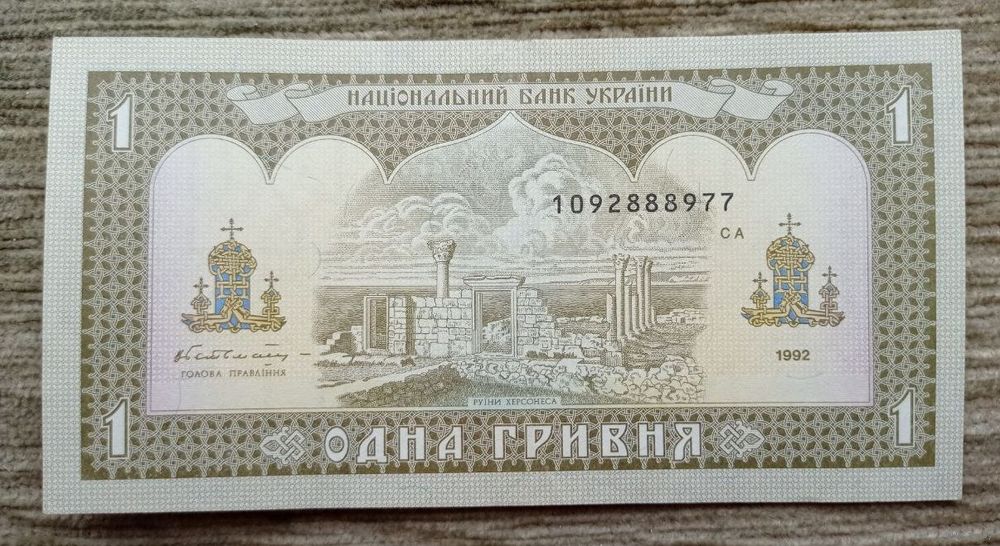 1 НАЦІОНАЛЬНИЙ БАНК УКРАЇНИ 1
1092888977
СА
1992
ГОЛОВА ПРАВЛІННЯ
РУЇНИ ХЕРСОНЕСА
1 ОДНА ГРИВНЯ 1